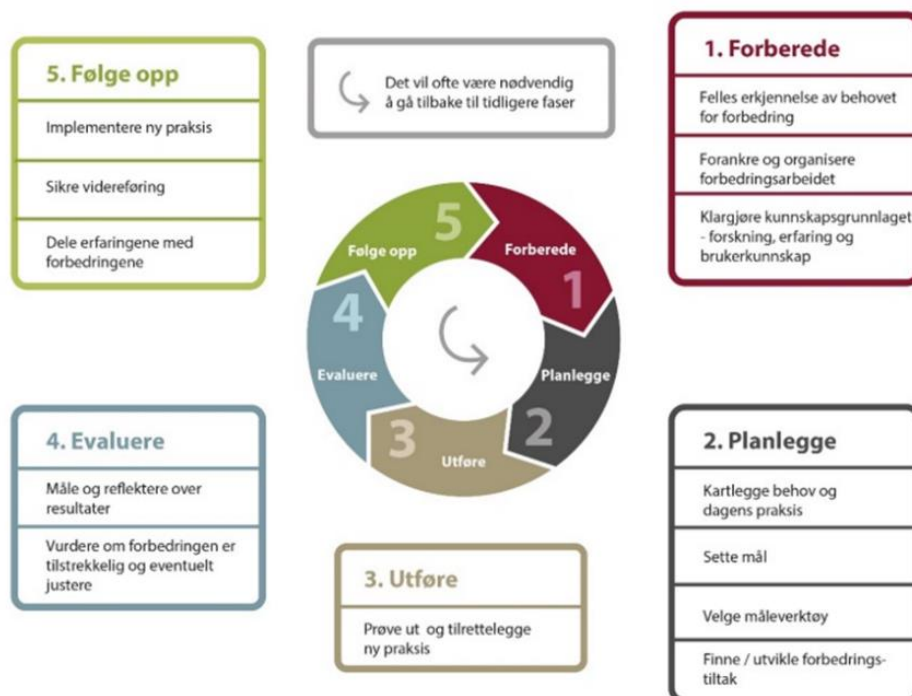 5. Følge opp
Implementere ny praksis
Sikre videreføring
Dele erfaringene med
forbedringene
Det vil ofte være nødvendig
å gå tilbake til tidligere faser
1. Forberede
Felles erkjennelse av behovet
for forbedring
Forankre og organisere
forbedringsarbeidet
Klargjøre kunnskapsgrunnlaget
- forskning, erfaring og
brukerkunnskap
5
Følge opp
Forberede
1
4
Evaluere
Planlegge
2
3
Utføre
4. Evaluere
Måle og reflektere over
resultater
Vurdere om forbedringen er
tilstrekkelig og eventuelt
justere
3. Utføre
Prøve ut og tilrettelegge
ny praksis
2. Planlegge
Kartlegge behov og
dagens praksis
Sette mål
Velge måleverktøy
Finne / utvikle forbedrings-
tiltak